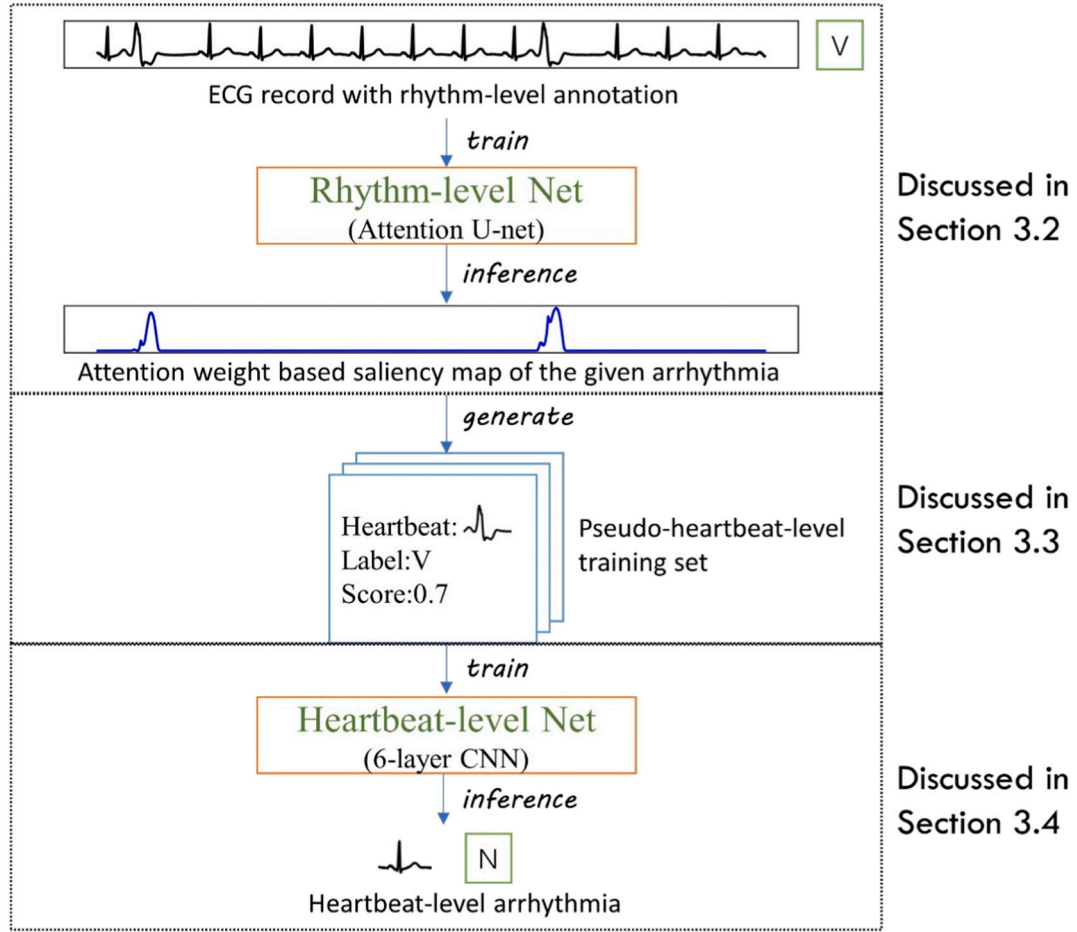 V
ECG record with rhythm-level annotation
train
Rhythm-level Net
(Attention U-net)
inference
Attention weight based saliency map of the given arrhythmia
Discussed in
Section 3.2
generate
Heartbeat:
Label:V
Score:0.7
Pseudo-heartbeat-level
training set
Discussed in
Section 3.3
train
Heartbeat-level Net
(6-layer CNN)
inference
N
Heartbeat-level arrhythmia
Discussed in
Section 3.4